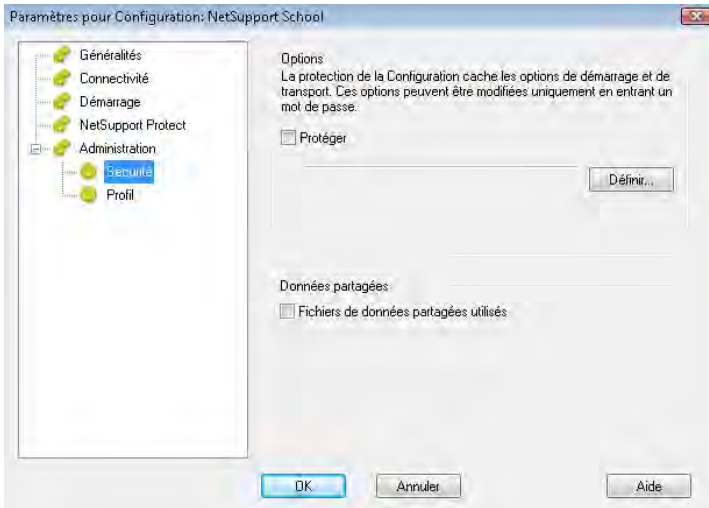 Paramètres pour Configuration: NetSupport School
Généralités
Connectivité
Démarrage
NetSupport Protect
Administration
Sécurité
Profil
Options
La protection de la Configuration cache les options de démarrage et de
transport. Ces options peuvent être modifiées uniquement en entrant un
mot de passe.
Protéger
Définir...
Données partagées
Fichiers de données partagées utilisés
OK
Annuler
Aide